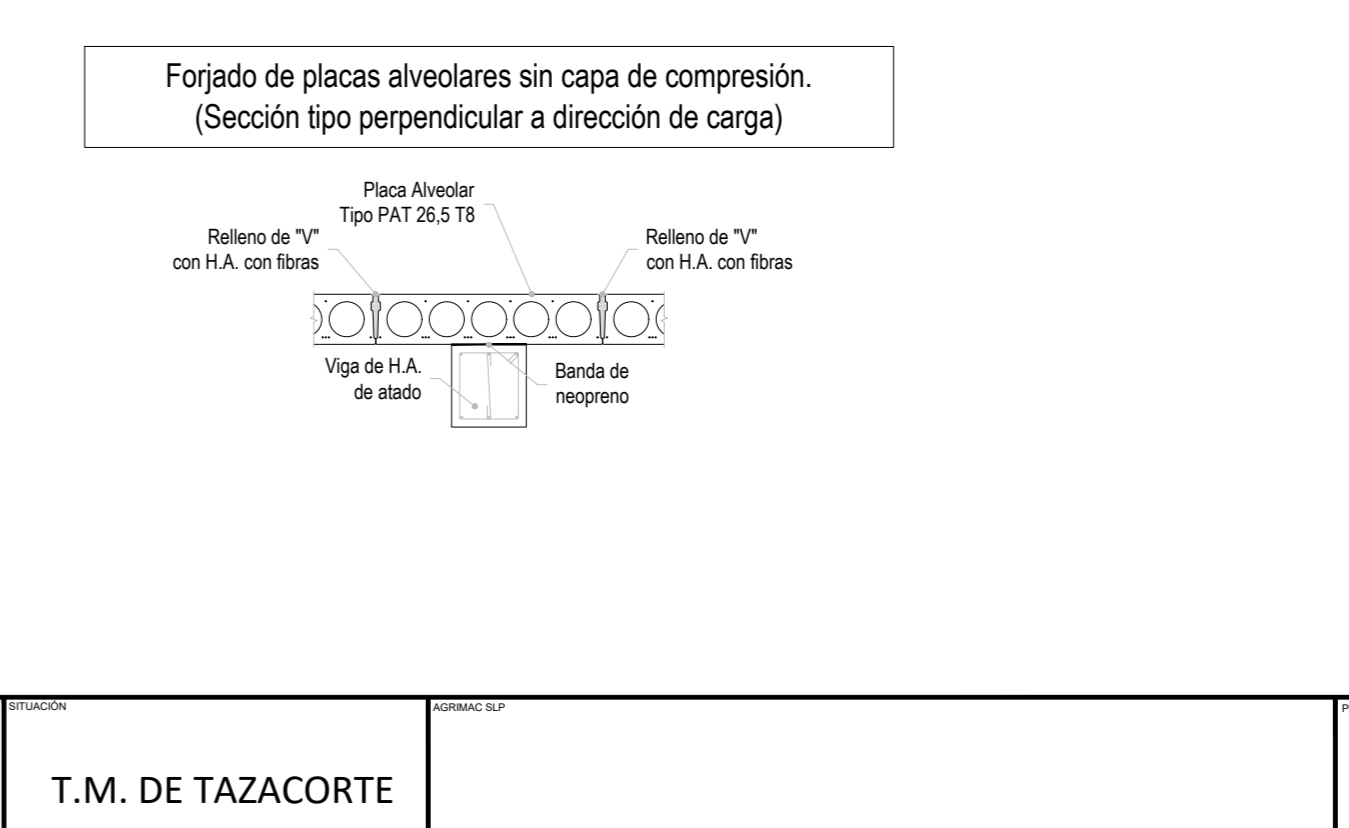 Forjado de placas alveolares sin capa de compresión.
(Sección tipo perpendicular a dirección de carga)
Placa Alveolar
Tipo PAT 26,5 T8
Relleno de "V"
con H.A. con fibras
Relleno de "V"
con H.A. con fibras
Viga de H.A.
de atado
Banda de
neopreno
SITUACIÓN
AGRIMAC SLP
P
T.M. DE TAZACORTE